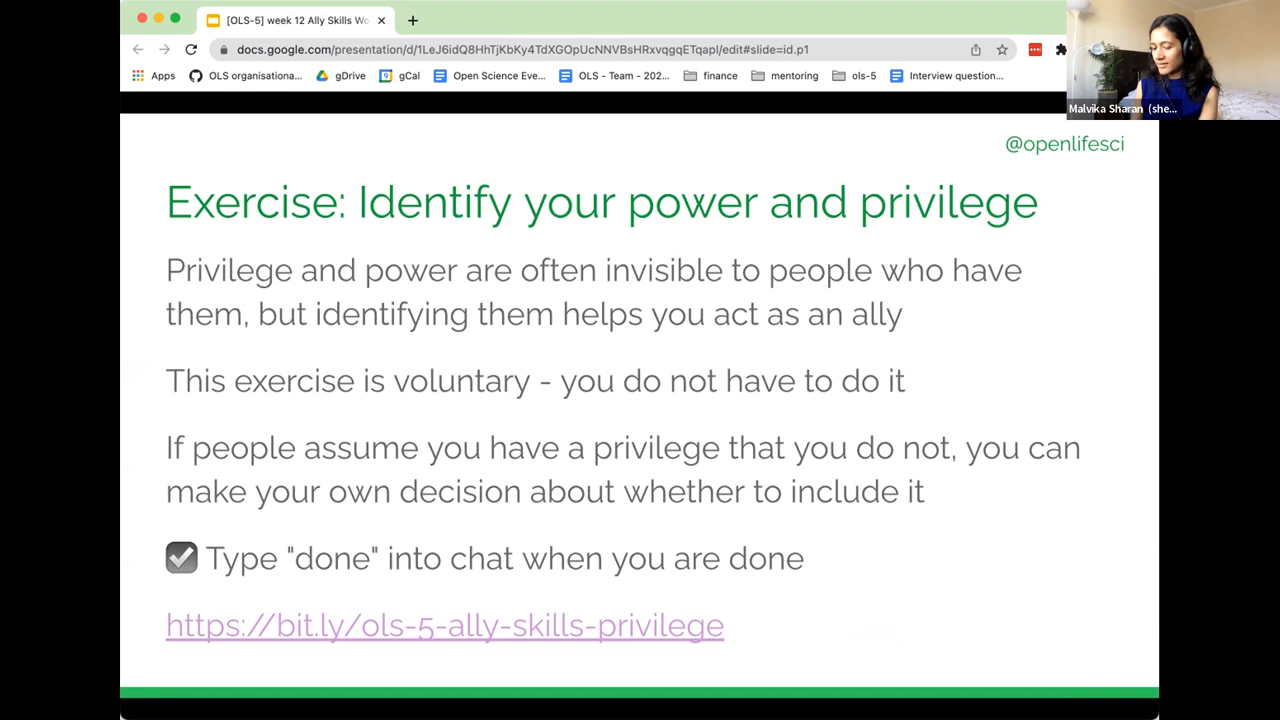 [OLS-5] week 12 Ally Skills Wo
docs.google.com/presentation/d/1LeJ6idQ8HhTjKbKy4TdXGOpUcNNVBsHRxvqgqETqapI/edit#slide=id.p1
Apps OLS organisationa... gDrive gCal Open Science Eve... OLS - Team - 202... finance mentoring ols-5 Interview question...
Malvika Sharan (she...
@openlifesci
Exercise: Identify your power and privilege
Privilege and power are often invisible to people who have
them, but identifying them helps you act as an ally
This exercise is voluntary - you do not have to do it
If people assume you have a privilege that you do not, you can
make your own decision about whether to include it
Type "done" into chat when you are done
https://bit.ly/ols-5-ally-skills-privilege